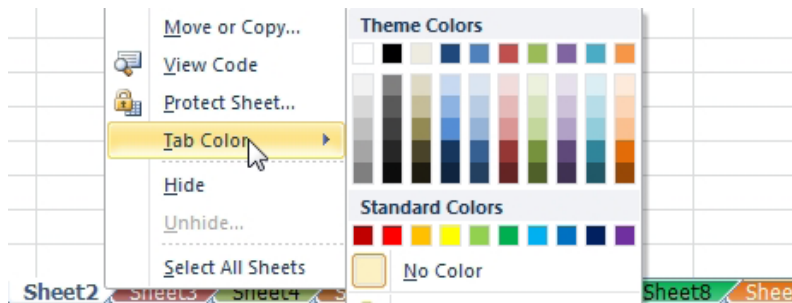 Move or Copy...
View Code
Protect Sheet...
Tab Color
Hide
Unhide...
Select All Sheets
Theme Colors
Standard Colors
No Color
Sheet2 Sheet3 Sheet4 Sheet8 Shee